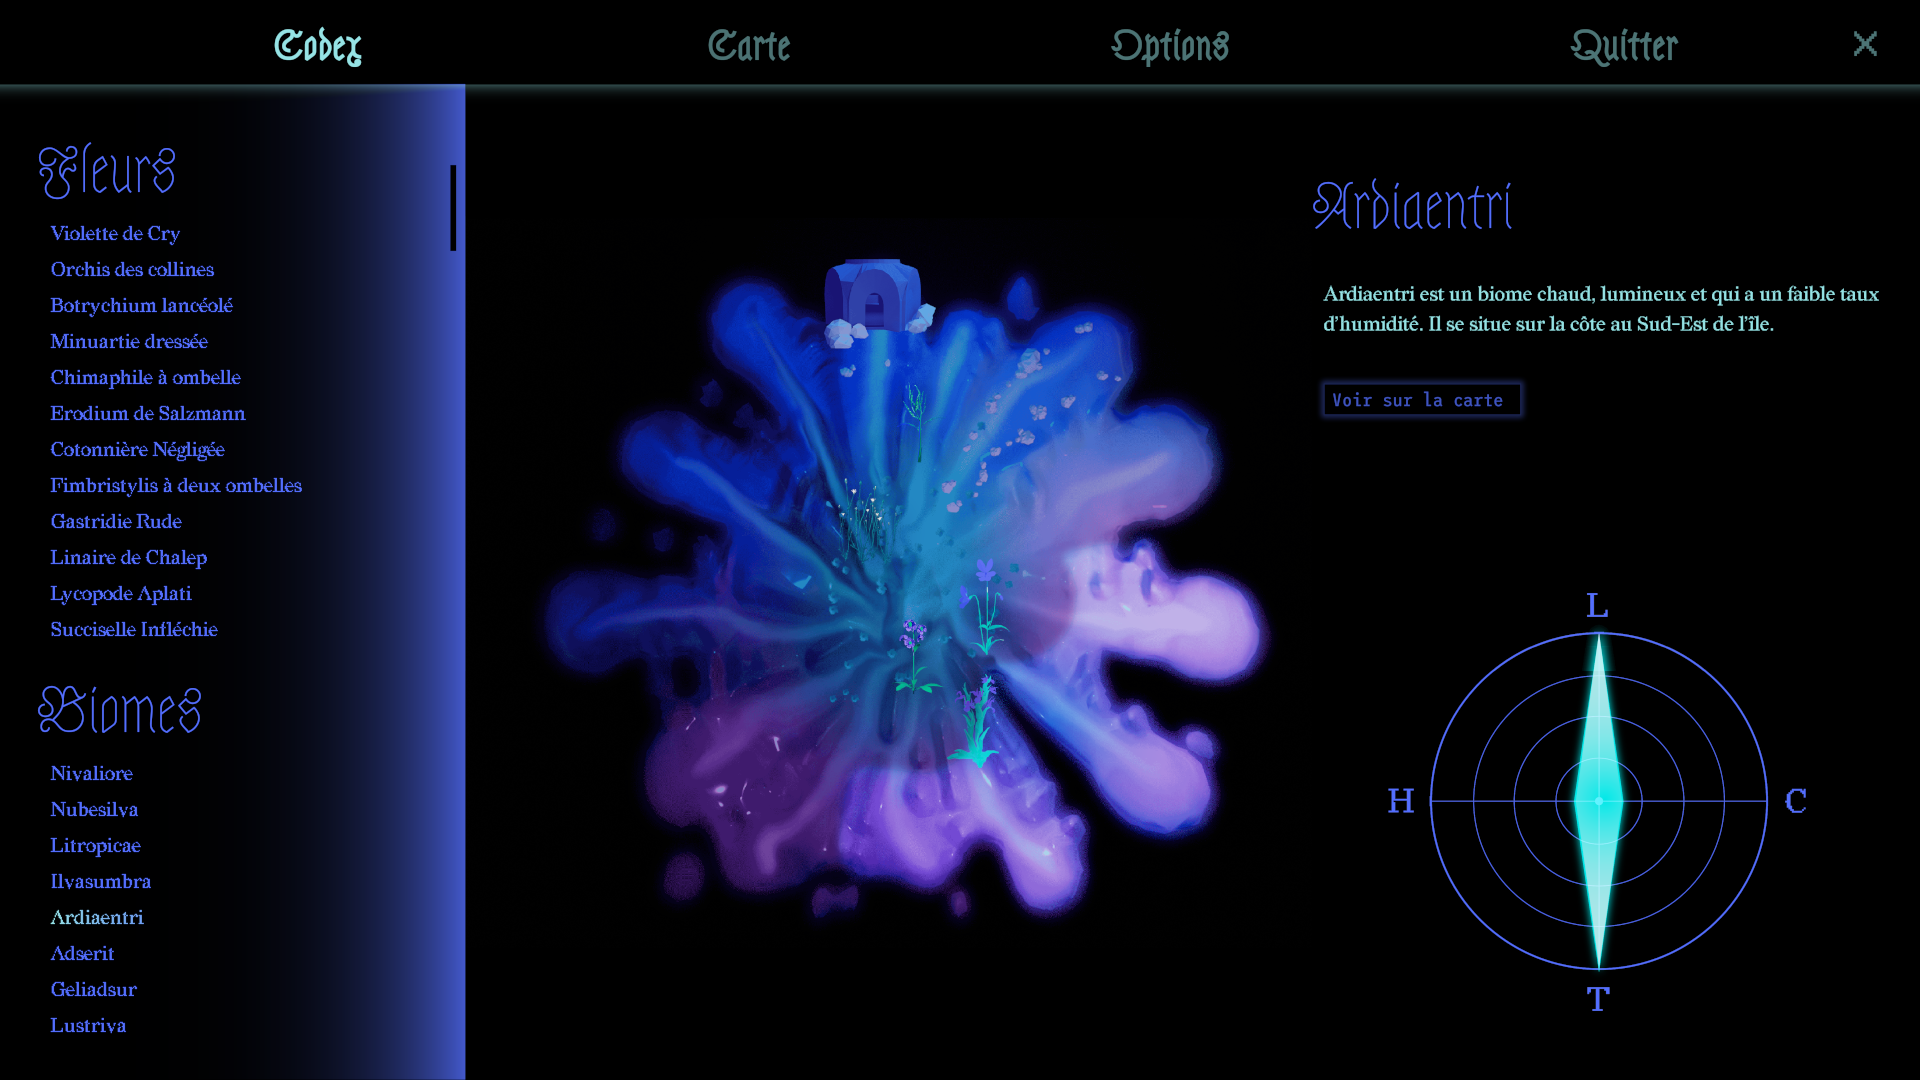 Codex
Carte
Options
Quitter
Fleurs
Violette de Cry
Orchis des collines
Botrychium lancéolé
Minuartie dressée
Chimaphile à ombelle
Erodium de Salzmann
Cotonnière Négligée
Fimbristylis à deux ombelles
Gastridie Rude
Linaire de Chalep
Lycopode Aplati
Succiselle Infléchie
Biomes
Nivaliore
Nubesilva
Litropicae
Ilvasumbra
Ardiaentri
Adserit
Geliadsur
Lustriva
Ardiaentri
Ardiaentri est un biome chaud, lumineux et qui a un faible taux
d'humidité. Il se situe sur la côte au Sud-Est de l'île.
Voir sur la carte
L
H
C
T